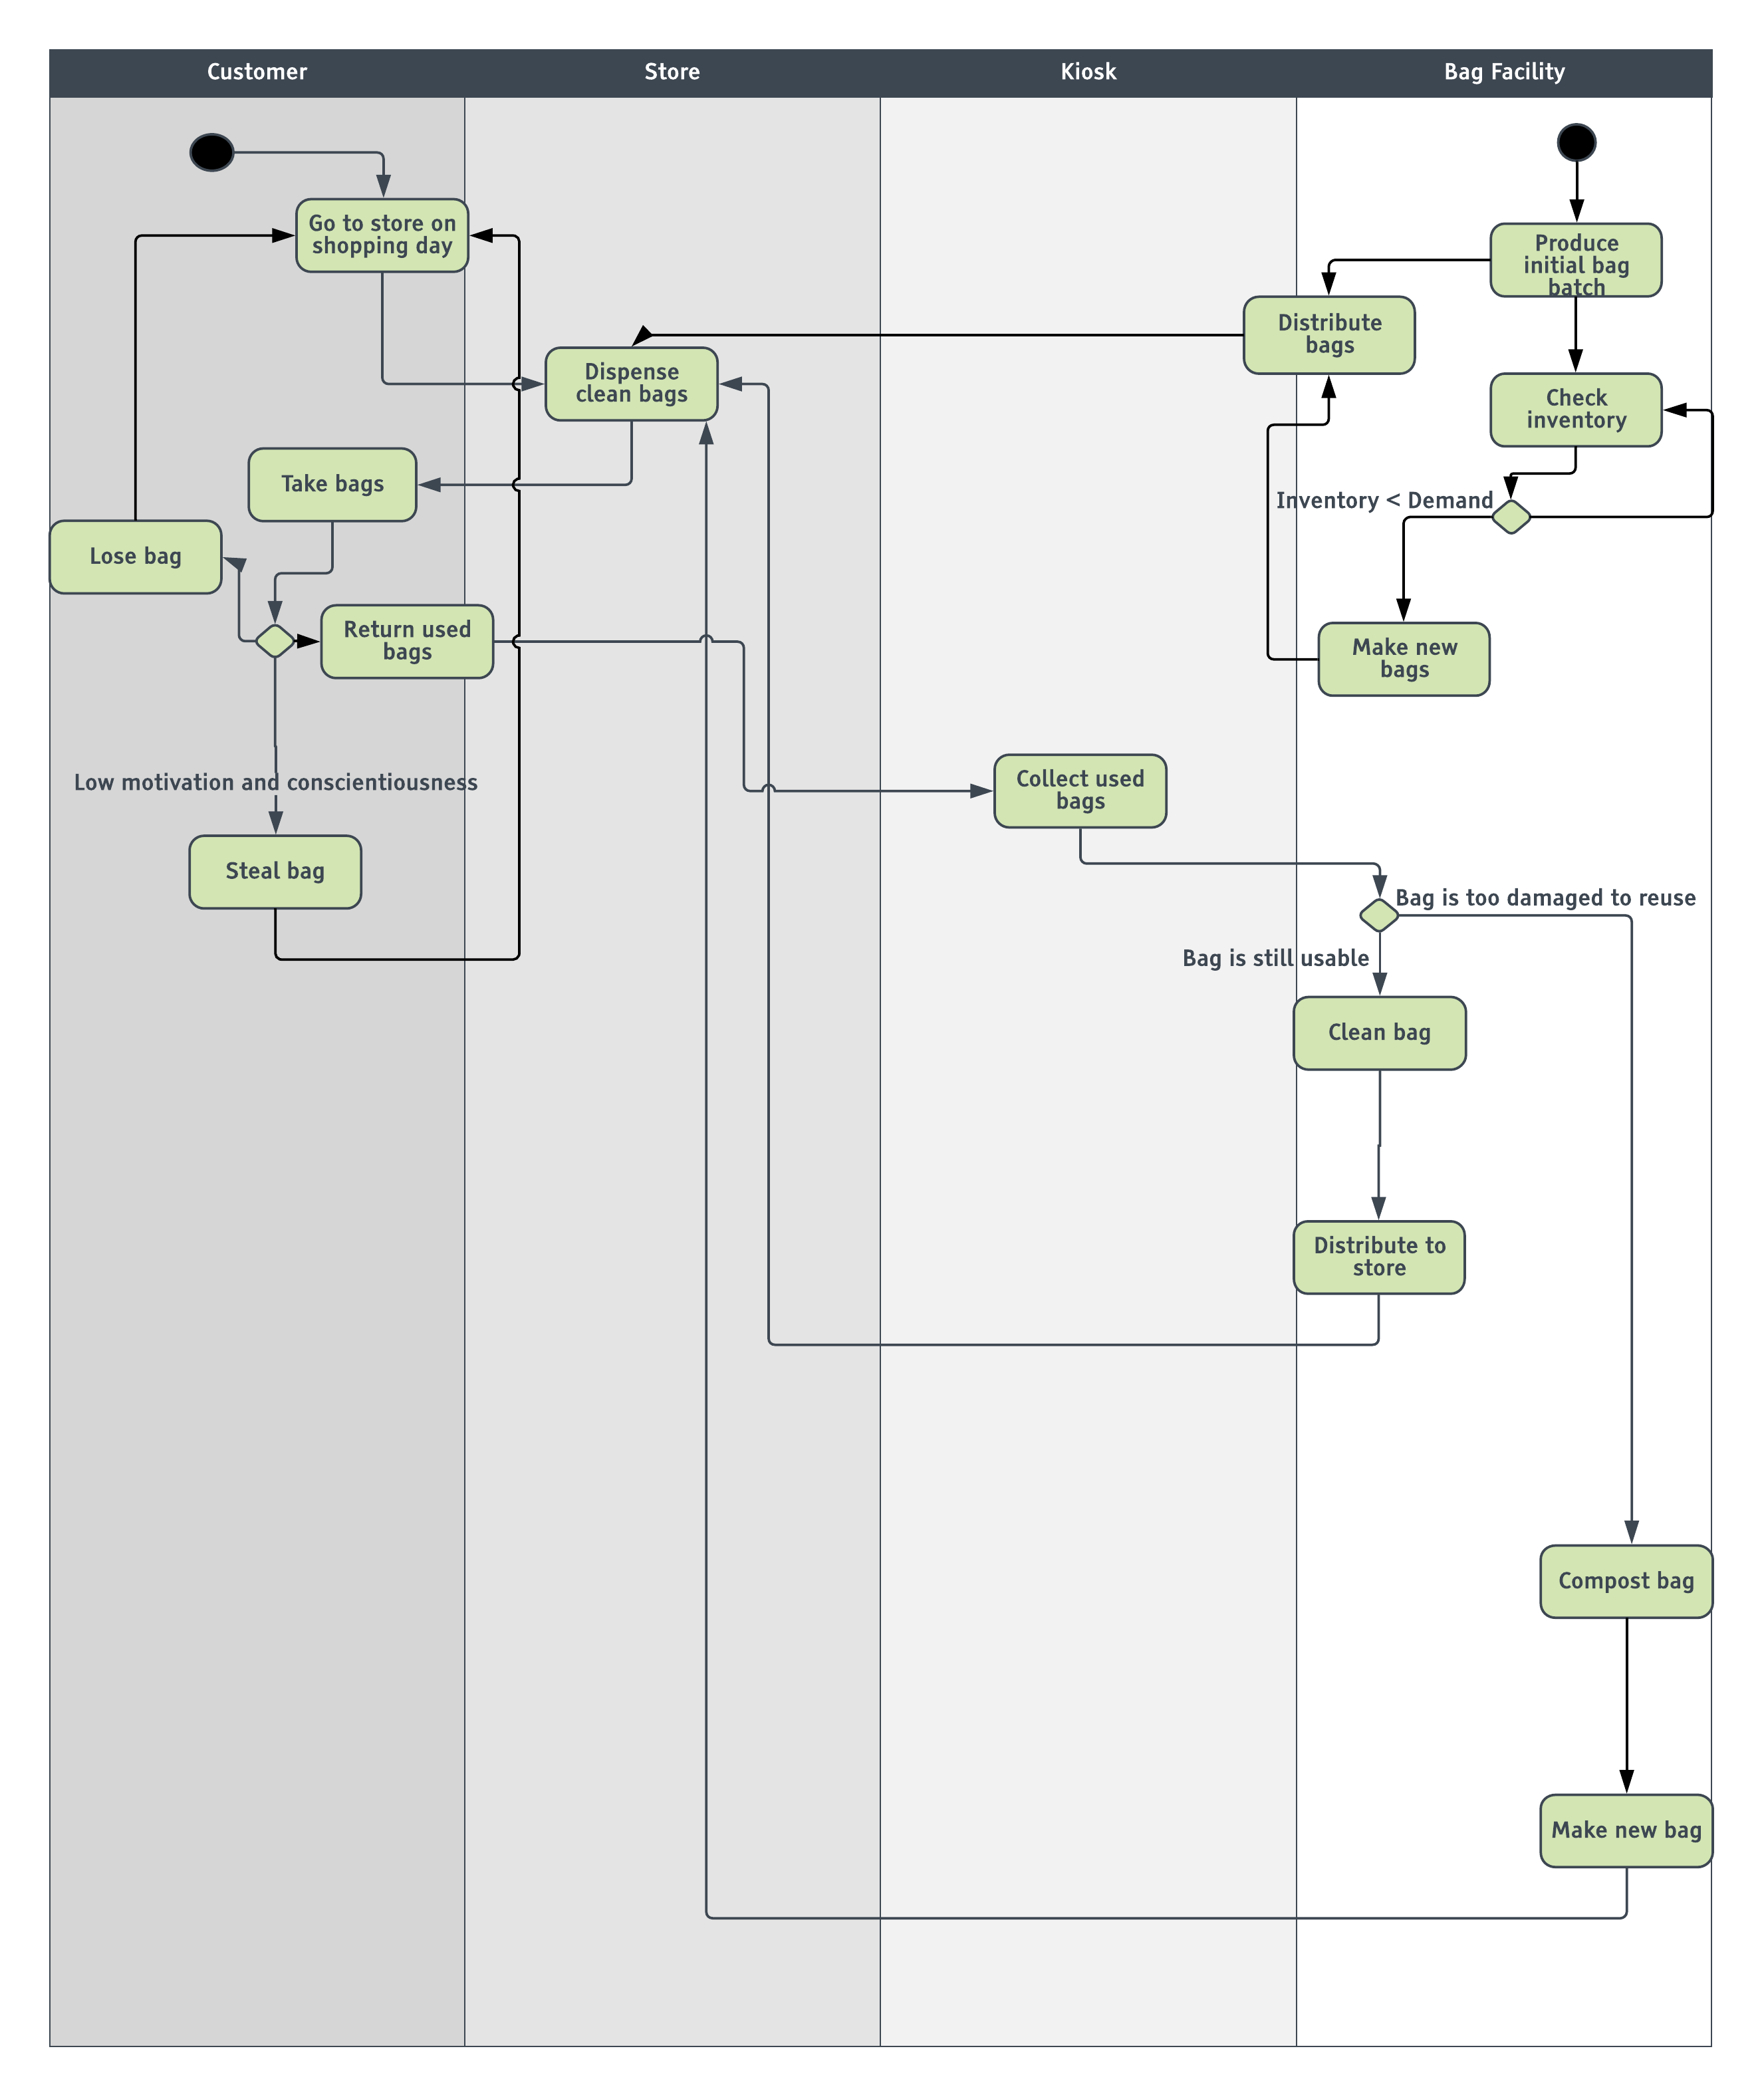 Customer
Store
Kiosk
Bag Facility
Go to store on
shopping day
Produce
initial bag
batch
Distribute
bags
Dispense
clean bags
Check
inventory
Take bags
Inventory < Demand
Lose bag
Return used
bags
Make new
bags
Low motivation and conscientiousness
Collect used
bags
Steal bag
Bag is too damaged to reuse
Bag is still usable
Clean bag
Distribute to
store
Compost bag
Make new bag